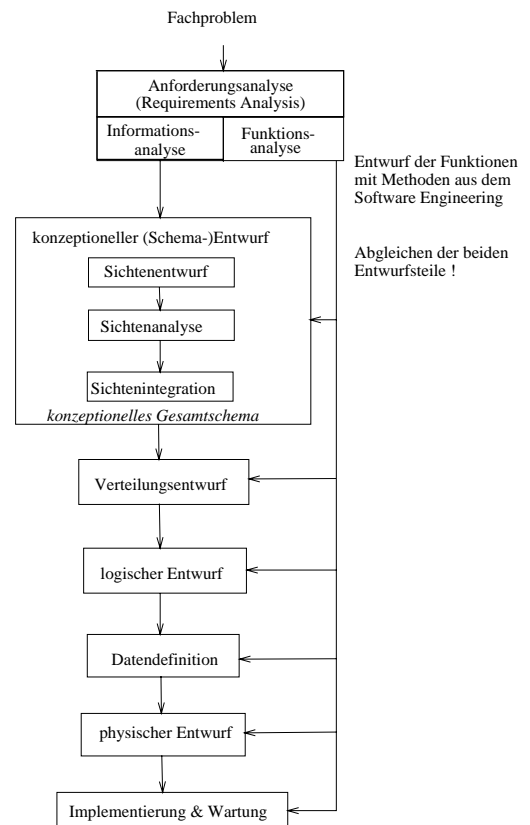 Fachproblem
Anforderungsanalyse
(Requirements Analysis)
Informations-
analyse
Funktions-
analyse
Entwurf der Funktionen
mit Methoden aus dem
Software Engineering
Abgleichen der beiden
Entwurfsteile !
konzeptioneller (Schema-)Entwurf
Sichtenentwurf
Sichtenanalyse
Sichtenintegration
konzeptionelles Gesamtschema
Verteilungsentwurf
logischer Entwurf
Datendefinition
physischer Entwurf
Implementierung & Wartung